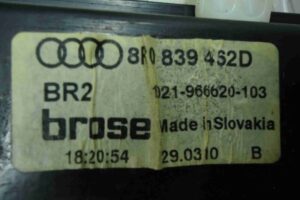 8R0 839 462D
BR2 021-966620-103
brose Made in Slovakia
18:20:54 29.0310 B